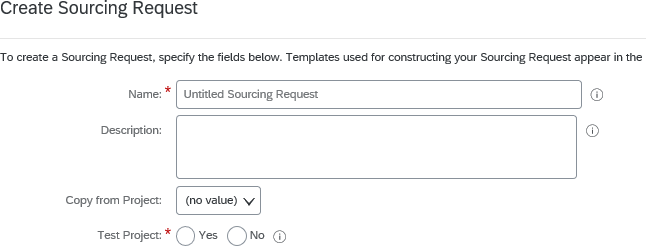 Create Sourcing Request
To create a Sourcing Request, specify the fields below. Templates used for constructing your Sourcing Request appear in the
Name: * Untitled Sourcing Request
Description:
Copy from Project: (no value)
Test Project: * Yes No